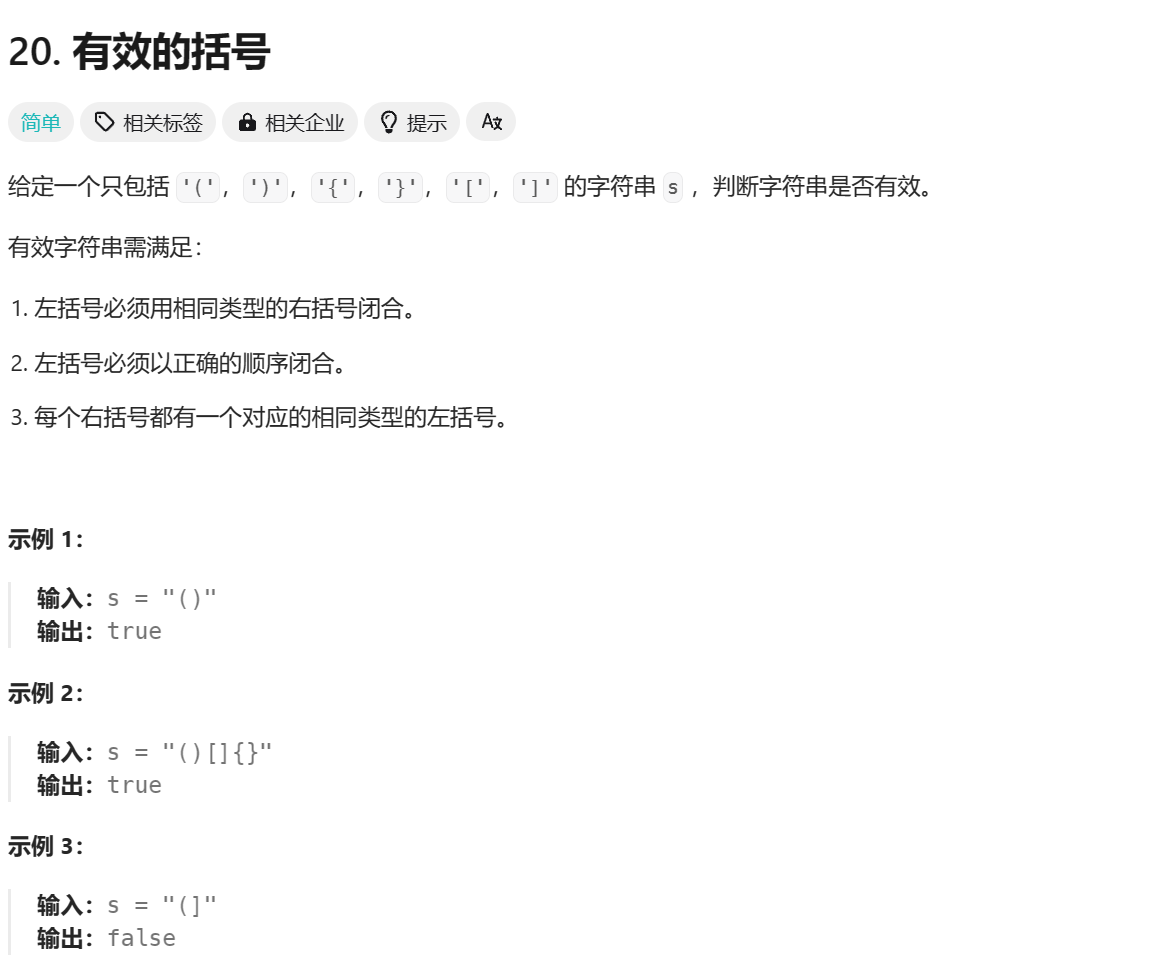 20. 有效的括号
简单 相关标签 相关企业 提示 Aż
给定一个只包括 '('，')'，'{'，'}'，'['，']' 的字符串 s ，判断字符串是否有效。
有效字符串需满足：
1. 左括号必须用相同类型的右括号闭合。
2. 左括号必须以正确的顺序闭合。
3. 每个右括号都有一个对应的相同类型的左括号。
示例 1：
输入：s = "()"
输出：true
示例 2：
输入：s = "()[]{}"
输出：true
示例 3：
输入：s = "(]"
输出：false